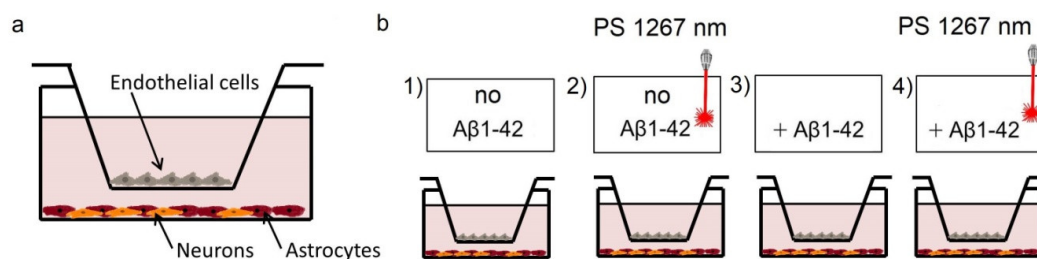 a
Endothelial cells
Neurons
Astrocytes
b
PS 1267 nm
PS 1267 nm
1)
no
Aβ1-42
2)
no
Aβ1-42
3)
+ Aβ1-42
4)
+ Aβ1-42